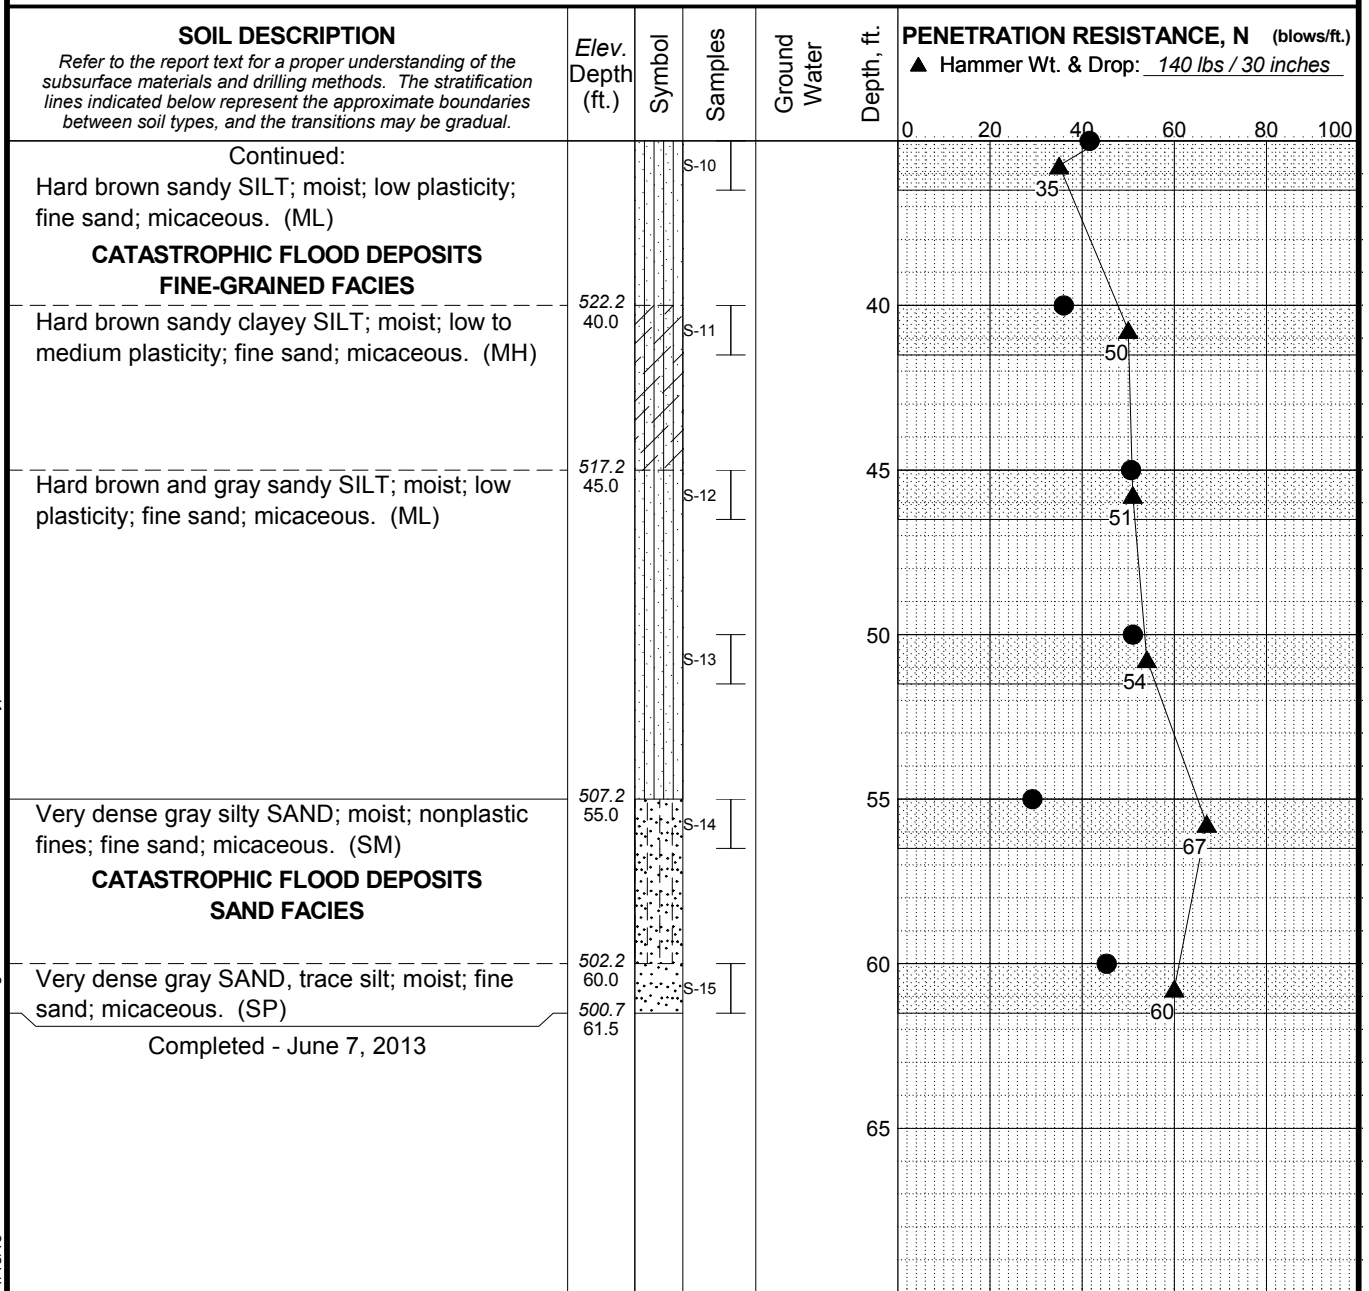 SOIL DESCRIPTION
Refer to the report text for a proper understanding of the
subsurface materials and drilling methods. The stratification
lines indicated below represent the approximate boundaries
between soil types, and the transitions may be gradual.
Elev.
Depth
(ft.)
Symbol
Samples
Ground
Water
Depth, ft.
PENETRATION RESISTANCE, N (blows/ft.)
▲ Hammer Wt. & Drop: 140 lbs / 30 inches
0 20 40 60 80 100
Continued:
Hard brown sandy SILT; moist; low plasticity;
fine sand; micaceous. (ML)
CATASTROPHIC FLOOD DEPOSITS
FINE-GRAINED FACIES
S-10
35
522.2
40.0
Hard brown sandy clayey SILT; moist; low to
medium plasticity; fine sand; micaceous. (MH)
S-11
40
50
517.2
45.0
Hard brown and gray sandy SILT; moist; low
plasticity; fine sand; micaceous. (ML)
S-12
45
51
S-13
50
54
507.2
55.0
Very dense gray silty SAND; moist; nonplastic
fines; fine sand; micaceous. (SM)
CATASTROPHIC FLOOD DEPOSITS
SAND FACIES
S-14
55
67
502.2
60.0
Very dense gray SAND, trace silt; moist; fine
sand; micaceous. (SP)
500.7
61.5
S-15
60
60
Completed - June 7, 2013
65